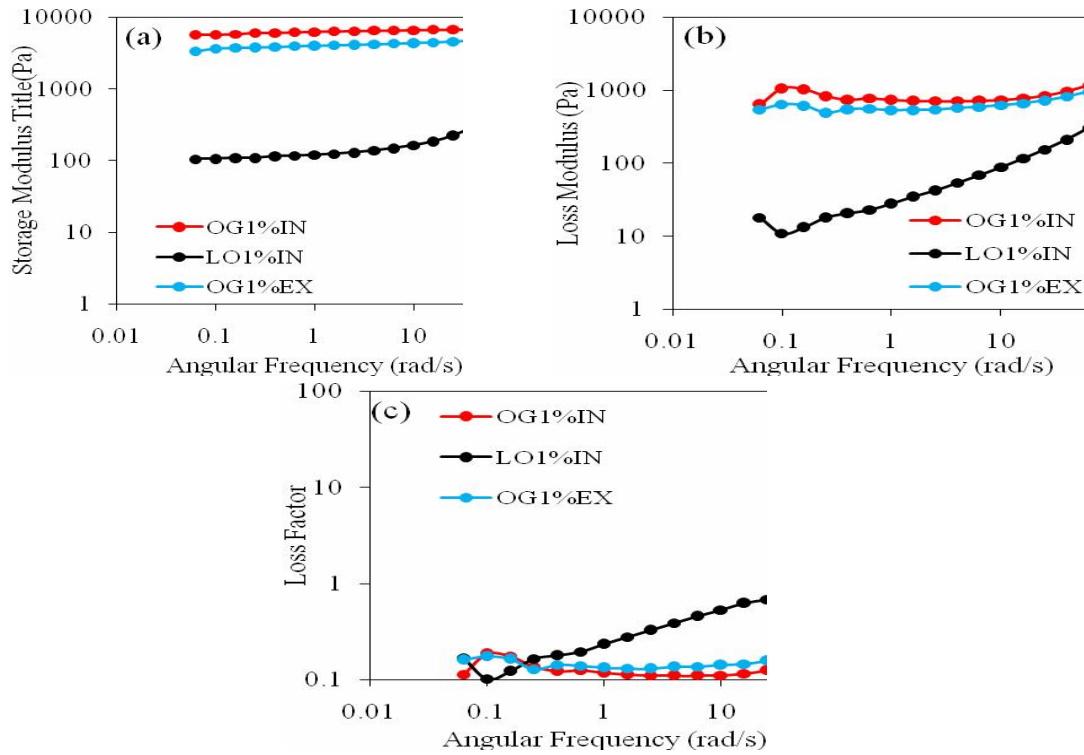 (a)
Storage Modulus Title(Pa)
10000
1000
100
10
1
OG1%IN
LO1%IN
OG1%EX
0.01 0.1 1 10
Angular Frequency (rad/s)
(b)
Loss Modulus (Pa)
10000
1000
100
10
1
OG1%IN
LO1%IN
OG1%EX
0.01 0.1 1 10
Angular Frequency (rad/s)
(c)
Loss Factor
100
10
1
0.1
OG1%IN
LO1%IN
OG1%EX
0.01 0.1 1 10
Angular Frequency (rad/s)